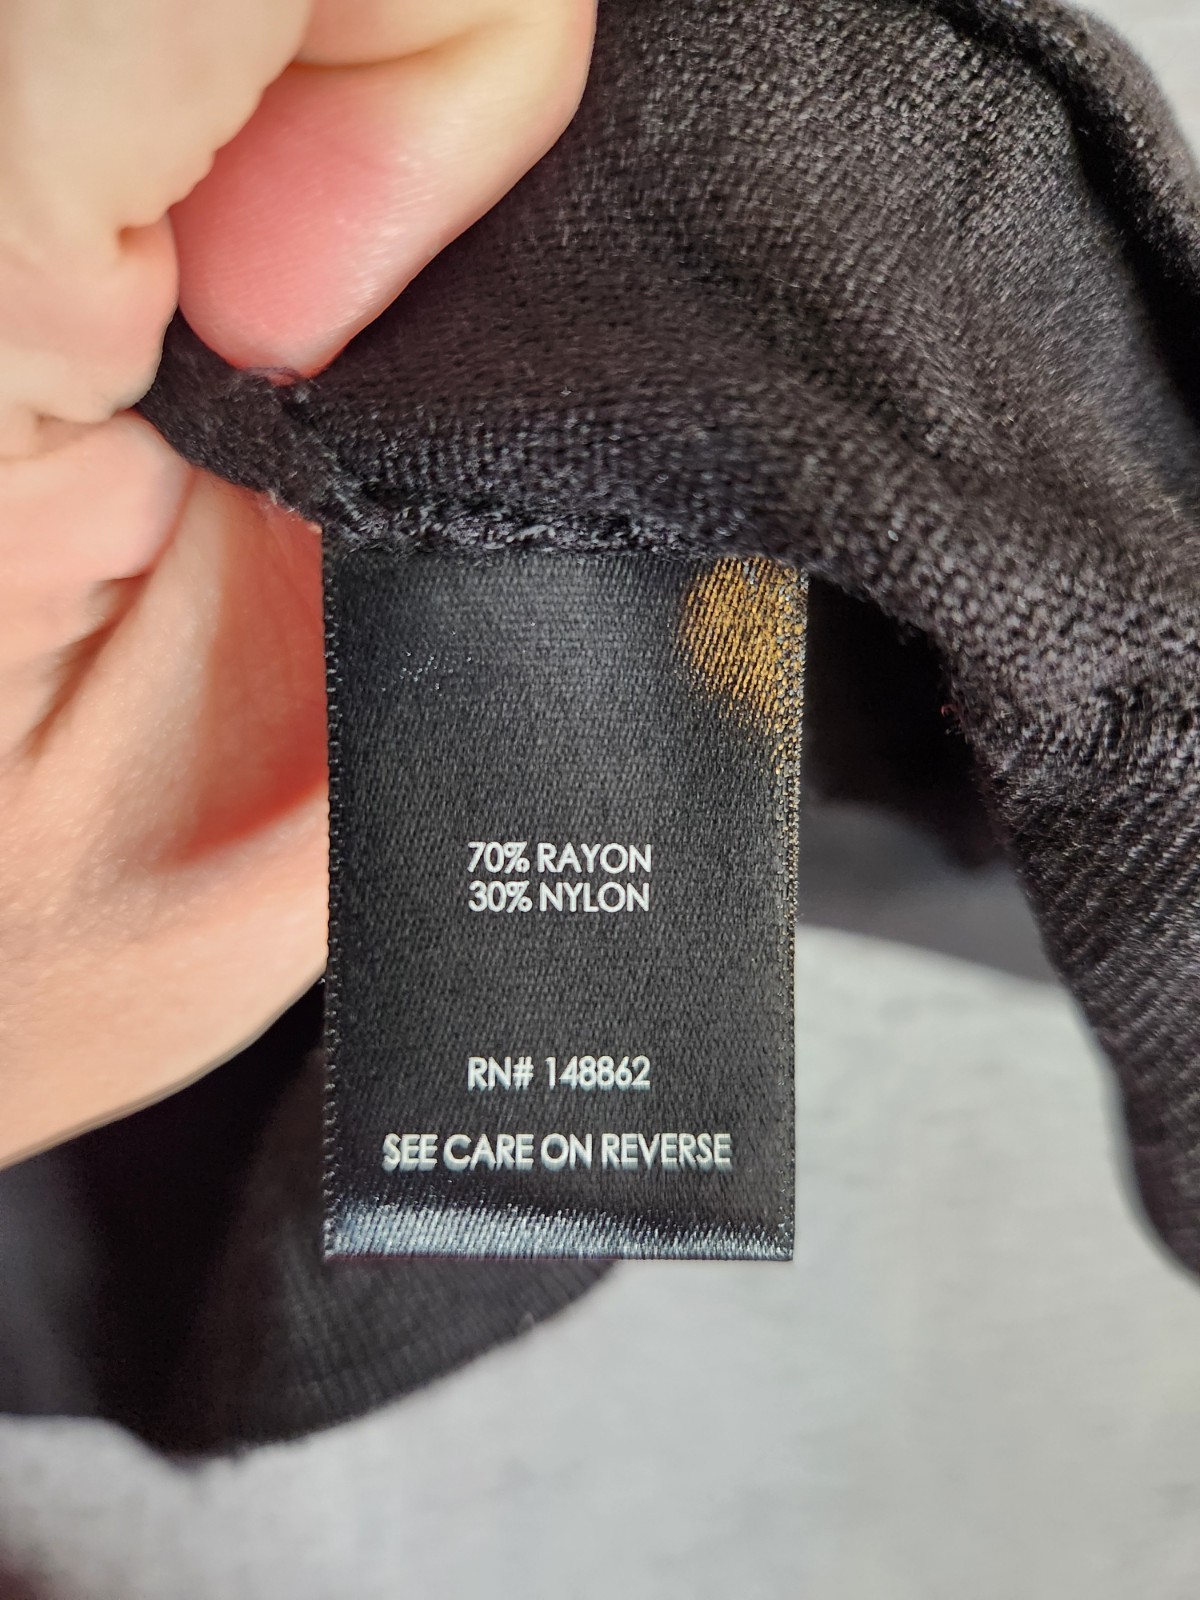 70% RAYON
30% NYLON
RN# 148862
SEE CARE ON REVERSE